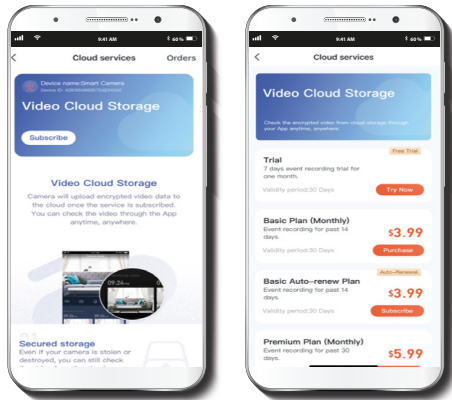 9:41 AM
60%
Cloud services
Orders
Device name:Smart Camera
Device ID:
Video Cloud Storage
Subscribe
Video Cloud Storage
Camera will upload encrypted video data to
the cloud once the service is subscribed.
You can check the video through the App
anytime, anywhere.
09:24
01
Secured storage
Even if your camera is stolen or
destroyed, you can still check
9:41 AM
60%
Cloud services
Video Cloud Storage
Check the encrypted video from cloud storage through
your App anytime, anywhere.
Free Trial
Trial
7 days event recording trial for
one month.
Validity period:30 Days
Try Now
Basic Plan (Monthly)
Event recording for past 14
days.
$3.99
Validity period:30 Days
Purchase
Auto-Renewal
Basic Auto-renew Plan
Event recording for past 14
days.
$3.99
Validity period:30 Days
Subscribe
Premium Plan (Monthly)
Event recording for past 30
days.
$5.99